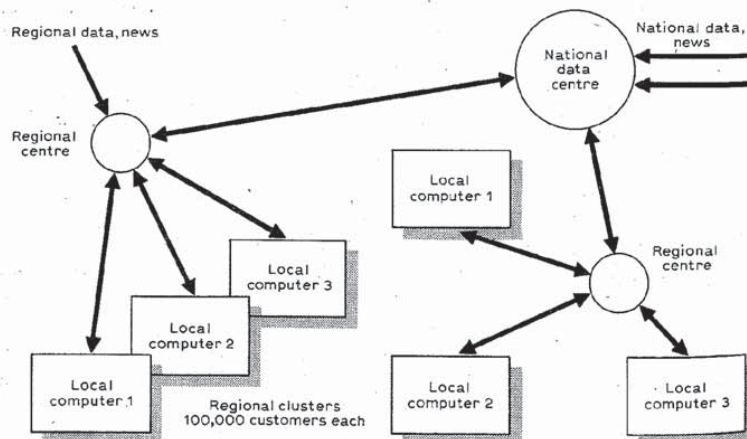 Regional data, news
National data,
news
National
data
centre
Regional
centre
Local
computer 1
Local
computer 3
Regional
centre
Local
computer 2
Local
computer 1
Regional clusters
100,000 customers each
Local
computer 2
Local
computer 3